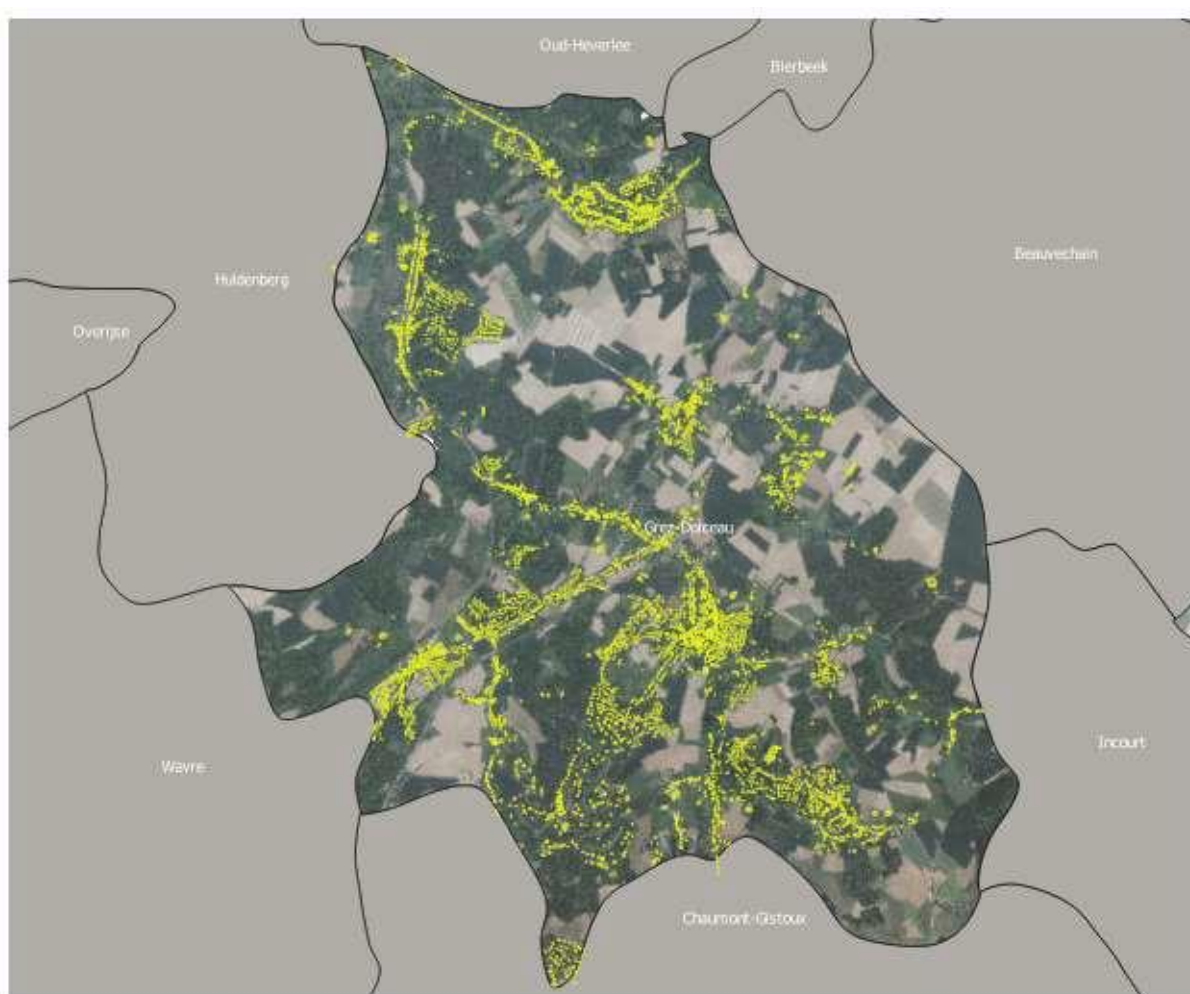 Oud-Heverlee
Bierbeek
Beauvechain
Huldenberg
Overijse
Grez-Doiceau
Incourt
Wavre
Chaumont-Gistoux